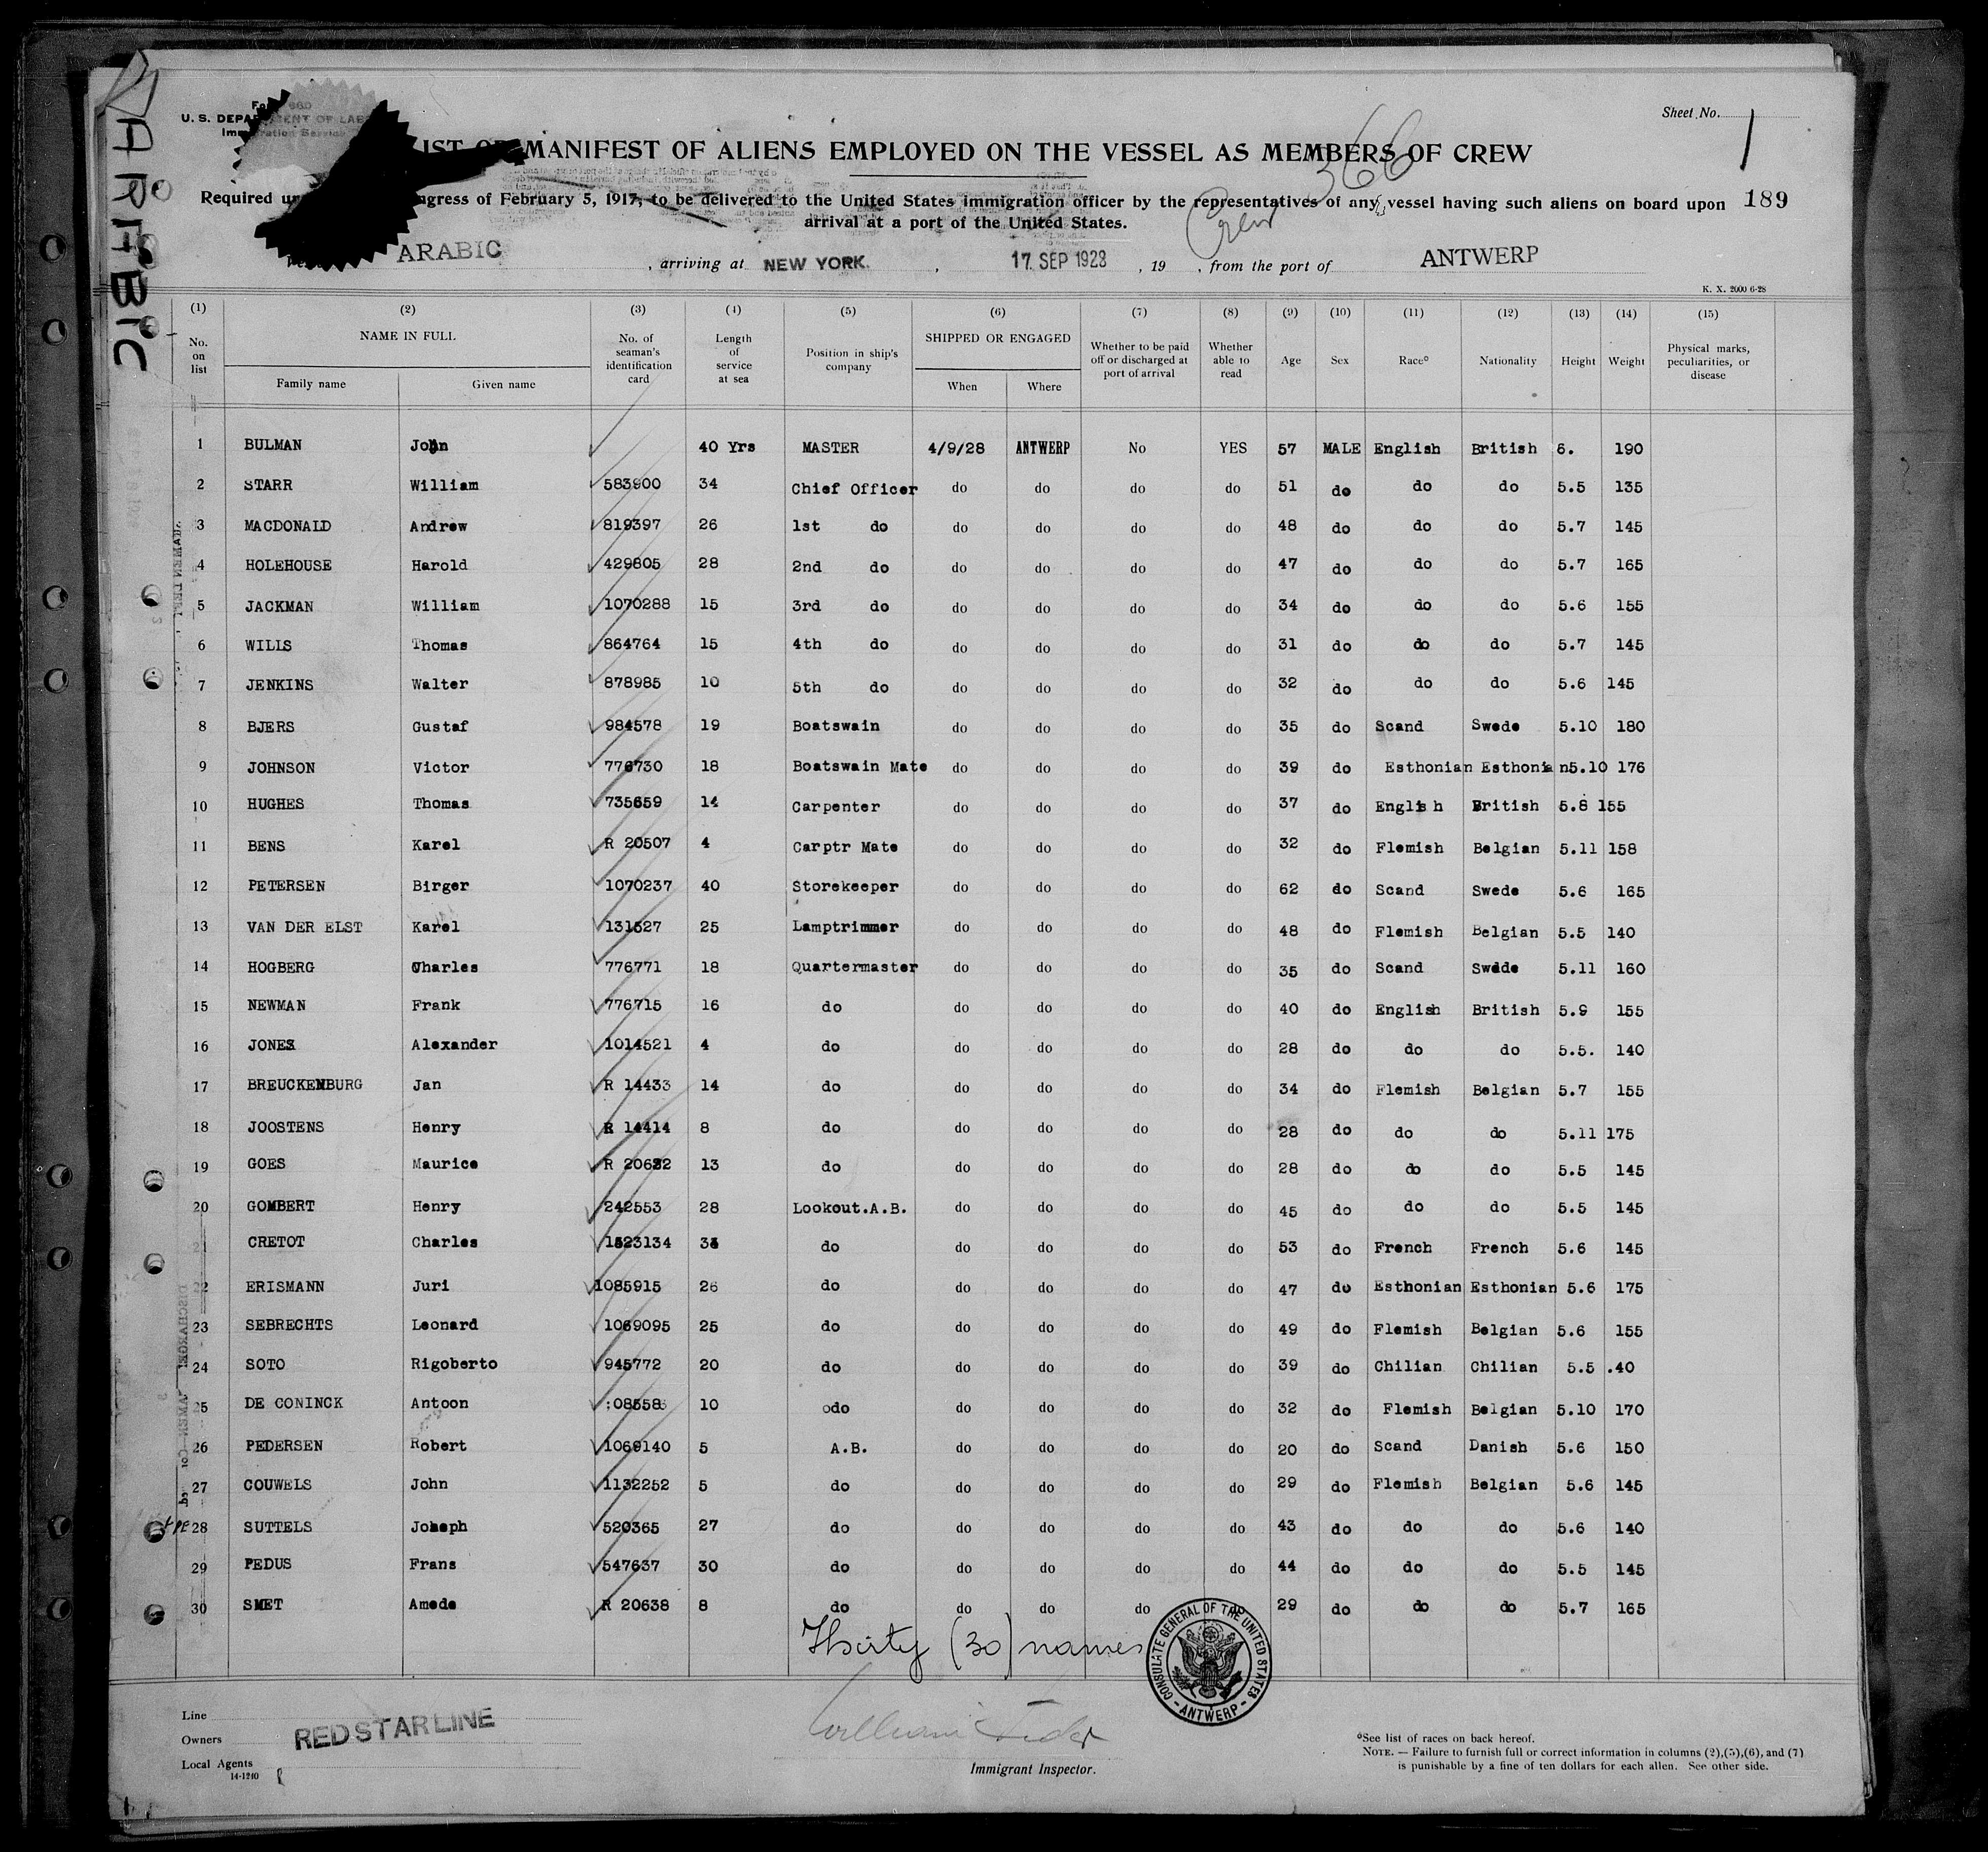 ARABIC
Sheet No. 1
U. S. DEPA
LIST OF MANIFEST OF ALIENS EMPLOYED ON THE VESSEL AS MEMBERS OF CREW
366
Crew
Required un ngress of February 5, 1917, to be delivered to the United States immigration officer by the representatives of any vessel having such aliens on board upon 189
arrival at a port of the United States.
ARABIC , arriving at NEW YORK. , 17 SEP 1928 , 19 , from the port of ANTWERP
K. X. 2000 6-28
(1) (2) (3) (4) (5) (6) (7) (8) (9) (10) (11) (12) (13) (14) (15)
No. on list NAME IN FULL Family name Given name No. of seaman's identification card Length of service at sea Position in ship's company SHIPPED OR ENGAGED When Where Whether to be paid off or discharged at port of arrival Whether able to read Age Sex Race° Nationality Height Weight Physical marks, peculiarities, or disease
1 BULMAN John 40 Yrs MASTER 4/9/28 ANTWERP No YES 57 MALE English British 6. 190
2 STARR William 583900 34 Chief Officer do do do do 51 do do do 5.5 135
3 MACDONALD Andrew 819397 26 1st do do do do do 48 do do do 5.7 145
4 HOLEHOUSE Harold 429805 28 2nd do do do do do 47 do do do 5.7 165
5 JACKMAN William 1070288 15 3rd do do do do do 34 do do do 5.6 155
6 WILLS Thomas 864764 15 4th do do do do do 31 do do do 5.7 145
7 JENKINS Walter 878985 10 5th do do do do do 32 do do do 5.6 145
8 BJERS Gustaf 984578 19 Boatswain do do do do 35 do Scand Swede 5.10 180
9 JOHNSON Victor 776730 18 Boatswain Mate do do do do 39 do Esthonian Esthonian 5.10 176
10 HUGHES Thomas 735659 14 Carpenter do do do do 37 do English British 5.8 155
11 BENS Karel R 20507 4 Carptr Mate do do do do 32 do Flemish Belgian 5.11 158
12 PETERSEN Birger 1070237 40 Storekeeper do do do do 62 do Scand Swede 5.6 165
13 VAN DER ELST Karel 131527 25 Lamptrimmer do do do do 48 do Flemish Belgian 5.5 140
14 HOGBERG Charles 776771 18 Quartermaster do do do do 35 do Scand Swede 5.11 160
15 NEWMAN Frank 776715 16 do do do do do 40 do English British 5.9 155
16 JONES Alexander 1014521 4 do do do do do 28 do do do 5.5. 140
17 BREUCKENBURG Jan R 14433 14 do do do do do 34 do Flemish Belgian 5.7 155
18 JOOSTENS Henry R 14414 8 do do do do do 28 do do do 5.11 175
19 GOES Maurice R 20622 13 do do do do do 28 do do do 5.5 145
20 GOMBERT Henry 242553 28 Lookout.A.B. do do do do 45 do do do 5.5 145
21 CRETOT Charles 1523134 do do do do do 53 do French French 5.6 145
22 ERISMANN Juri 1085915 26 do do do do do 47 do Esthonian Esthonian 5.6 175
23 SEBRECHTS Leonard 1069095 25 do do do do do 49 do Flemish Belgian 5.6 155
24 SOTO Rigoberto 945772 20 do do do do do 39 do Chilian Chilian 5.5 .40
25 DE CONINCK Antoon 10 odo do do do do 32 do Flemish Belgian 5.10 170
26 PEDERSEN Robert 1069140 5 A.B. do do do do 20 do Scand Danish 5.6 150
27 COUWELS John 1132252 5 do do do do do 29 do Flemish Belgian 5.6 145
28 SUTTELS Joseph 520365 27 do do do do do 43 do do do 5.6 140
29 PEDUS Frans 547637 30 do do do do do 44 do do do 5.5 145
30 SMET Amede R 20638 8 do do do do do 29 do do do 5.7 165
Thirty (30) names
CONSULATE GENERAL OF THE UNITED STATES - ANTWERP -
Line
Owners RED STAR LINE
Local Agents
14-1210
Immigrant Inspector.
°See list of races on back hereof.
NOTE. — Failure to furnish full or correct information in columns (2),(5),(6), and (7)
is punishable by a fine of ten dollars for each alien. See other side.